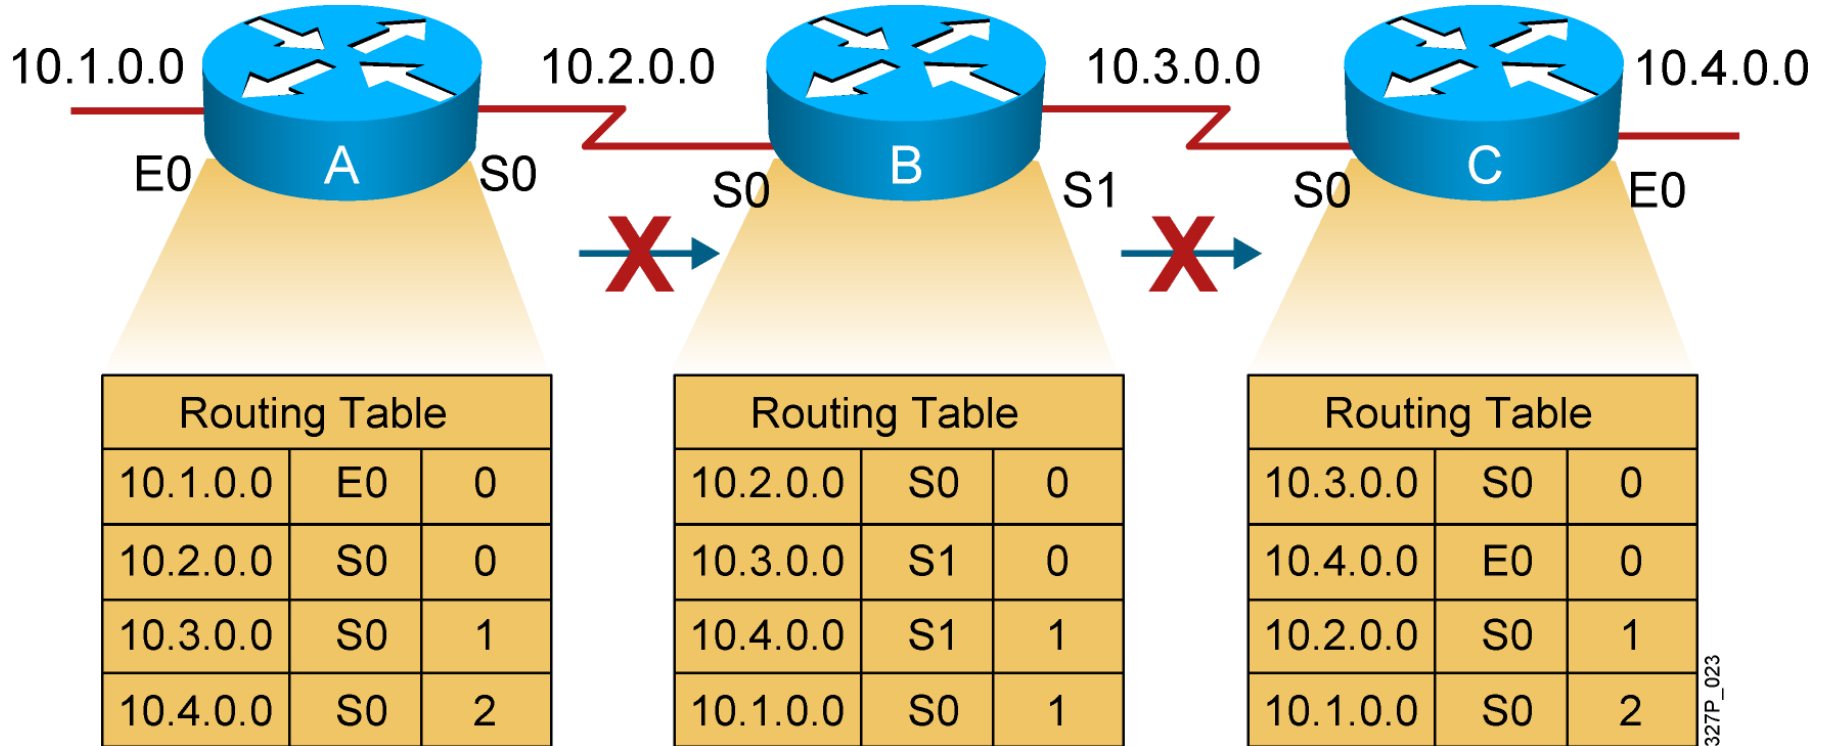 10.1.0.0
10.2.0.0
10.3.0.0
10.4.0.0
A
B
C
E0
S0
S0
S1
S0
E0
X
X
Routing Table
10.1.0.0 E0 0
10.2.0.0 S0 0
10.3.0.0 S0 1
10.4.0.0 S0 2
Routing Table
10.2.0.0 S0 0
10.3.0.0 S1 0
10.4.0.0 S1 1
10.1.0.0 S0 1
Routing Table
10.3.0.0 S0 0
10.4.0.0 E0 0
10.2.0.0 S0 1
10.1.0.0 S0 2
327P_023